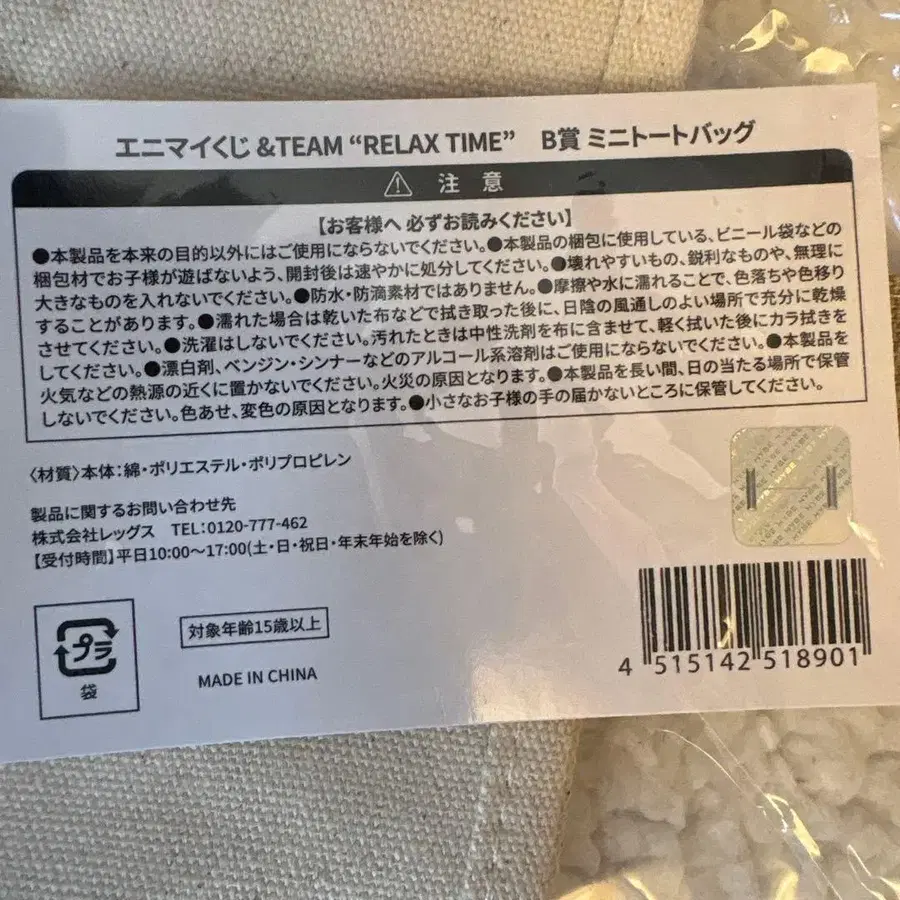 エニマイくじ &TEAM “RELAX TIME” B賞 ミニトートバッグ
注 意
【お客様へ 必ずお読みください】
●本製品を本来の目的以外にはご使用にならないでください。●本製品の梱包に使用している、ビニール袋などの
梱包材でお子様が遊ばないよう、開封後は速やかに処分してください。●壊れやすいもの、鋭利なものや、無理に
大きなものを入れないでください。●防水・防滴素材ではありません。●摩擦や水に濡れることで、色落ちや色移り
することがあります。●濡れた場合は乾いた布などで拭き取った後に、日陰の風通しのよい場所で充分に乾燥
させてください。●洗濯はしないでください。汚れたときは中性洗剤を布に含ませて、軽く拭いた後にカラ拭きを
してください。●漂白剤、ベンジン・シンナーなどのアルコール系溶剤はご使用にならないでください。●本製品を
火気などの熱源の近くに置かないでください。火災の原因となります。●本製品を長い間、日の当たる場所で保管
しないでください。色あせ、変色の原因となります。●小さなお子様の手の届かないところに保管してください。
〈材質〉本体：綿・ポリエステル・ポリプロピレン
製品に関するお問い合わせ先
株式会社レッグス TEL：0120-777-462
【受付時間】平日10:00～17:00(土・日・祝日・年末年始を除く)
プラ
袋
対象年齢15歳以上
MADE IN CHINA
4 515142 518901